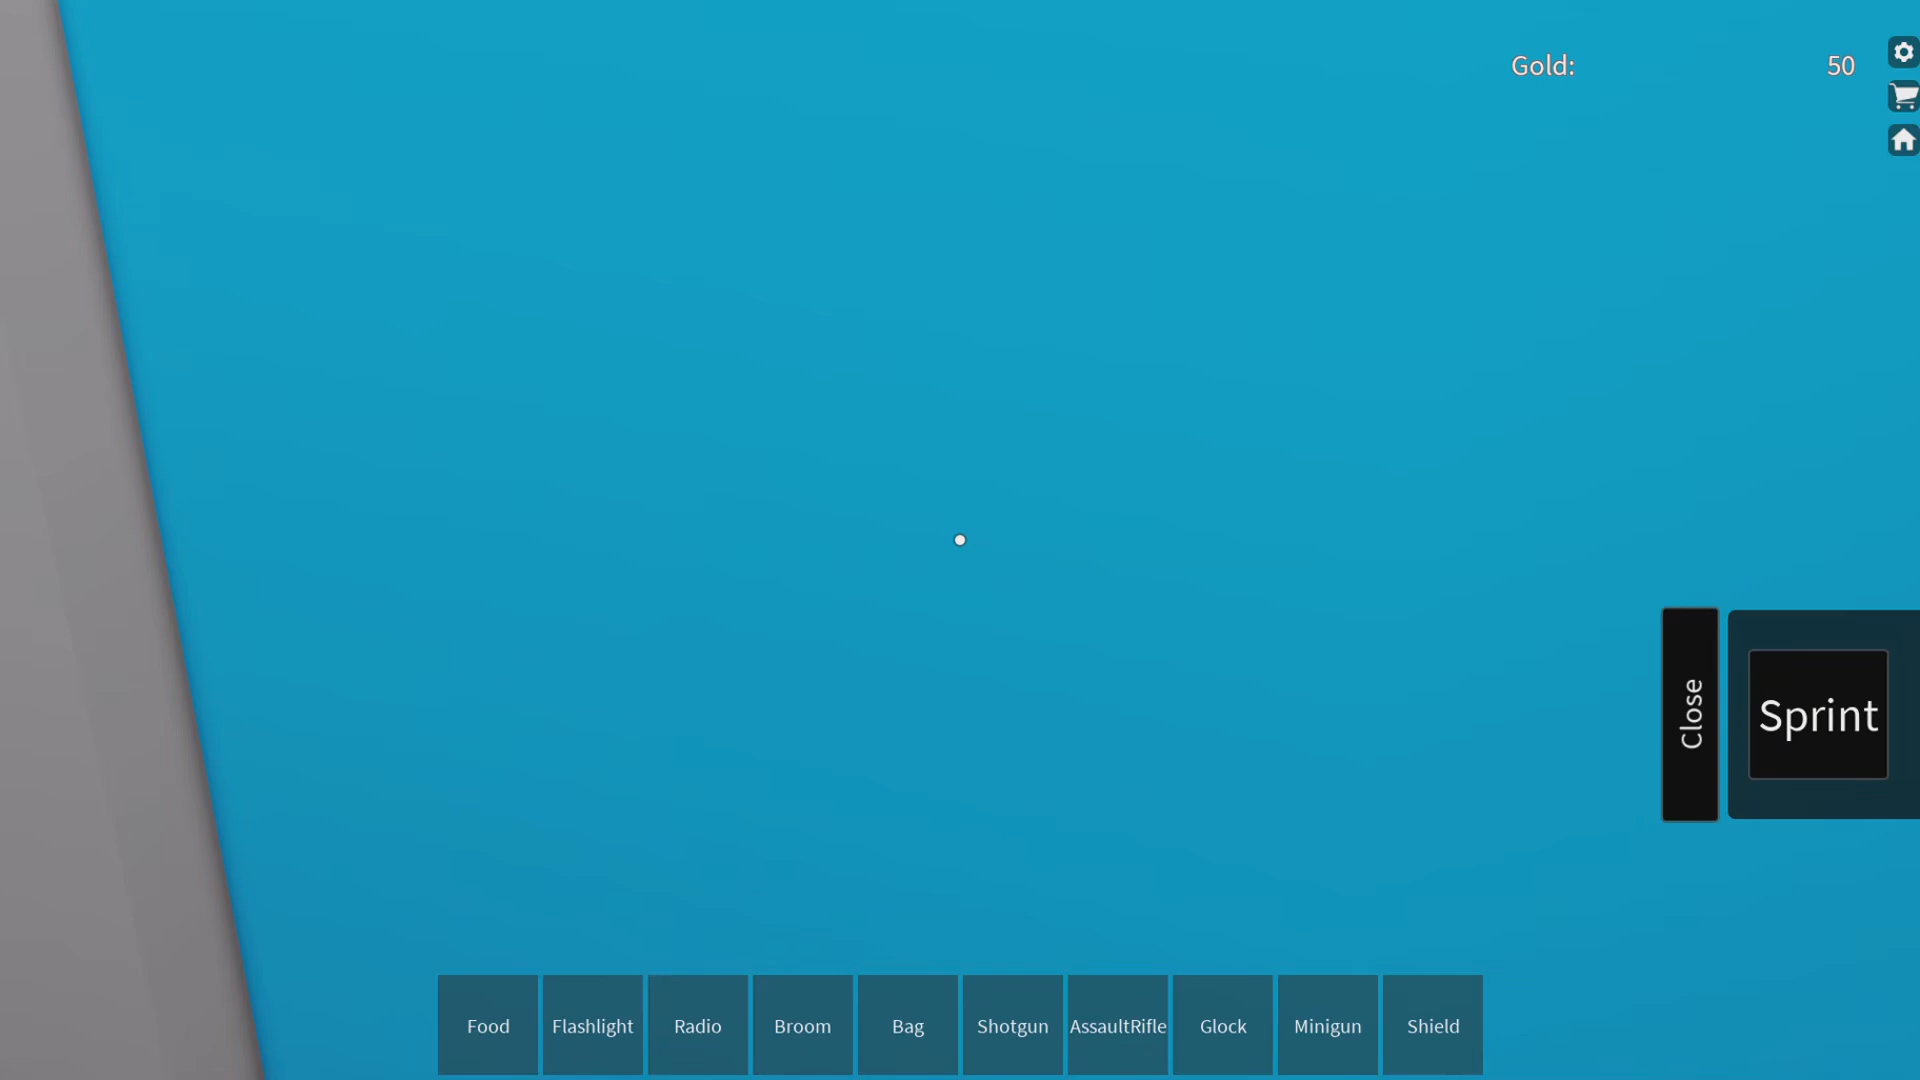 Gold: 50
Close
Sprint
Food Flashlight Radio Broom Bag Shotgun AssaultRifle Glock Minigun Shield